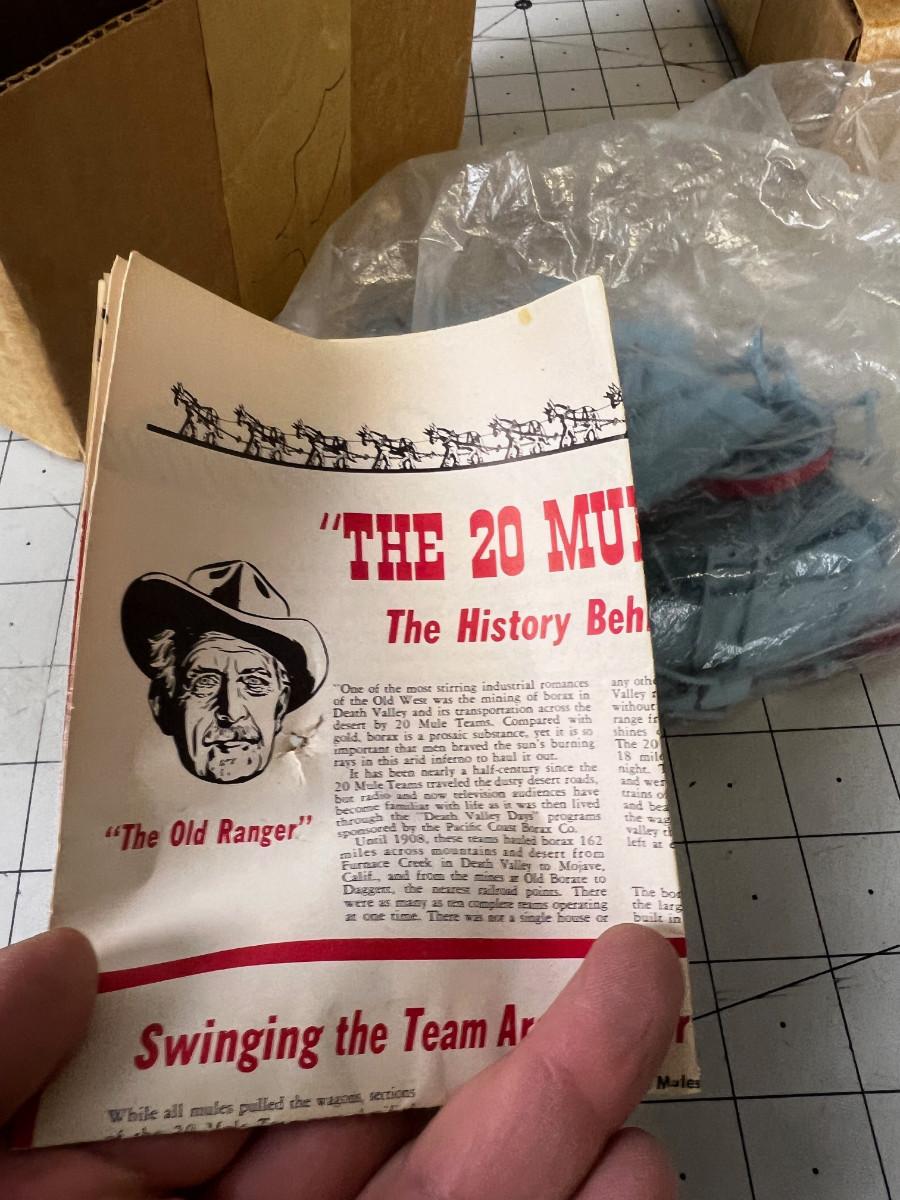 "THE 20 MUL
The History Beh
"One of the most stirring industrial romances
of the Old West was the mining of borax in
Death Valley and its transportation across the
desert by 20 Mule Teams. Compared with
gold, borax is a prosaic substance, yet it is so
important that men braved the sun's burning
rays in this arid inferno to haul it out.
It has been nearly a half-century since the
20 Mule Teams traveled the dusty desert roads,
but radio and now television audiences have
become familiar with life as it was then lived
through the "Death Valley Days" programs
sponsored by the Pacific Coast Borax Co.
Until 1908, these teams hauled borax 162
miles across mountains and desert from
Furnace Creek in Death Valley to Mojave,
Calif., and from the mines at Old Borate to
Daggett, the nearest railroad points. There
were as many as ten complete teams operating
at one time. There was not a single house or
any othe
Valley
without
range fr
shines
The 20
18 mil
night.
and we
trains o
and bea
the wag
valley t
left at
The bo
the larg
built in
"The Old Ranger"
Swinging the Team Ar
r
Mules
While all mules pulled the wagons, sections
of the 20 Mule